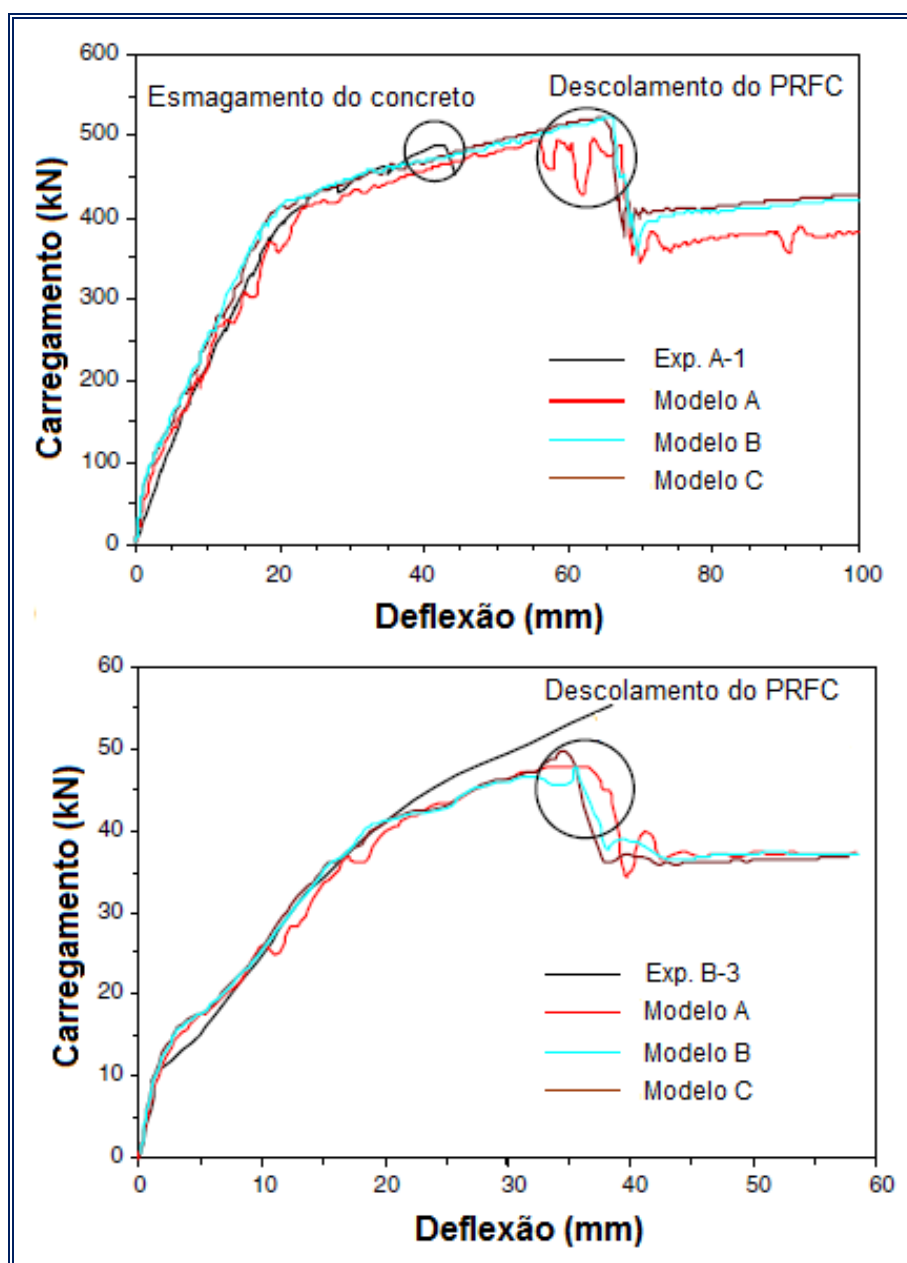 600
Esmagamento do concreto
Descolamento do PRFC
500
400
300
200
100
0
Carregamento (kN)
Exp. A-1
Modelo A
Modelo B
Modelo C
0 20 40 60 80 100
Deflexão (mm)
60
Descolamento do PRFC
50
40
30
20
10
0
Carregamento (kN)
Exp. B-3
Modelo A
Modelo B
Modelo C
0 10 20 30 40 50 60
Deflexão (mm)